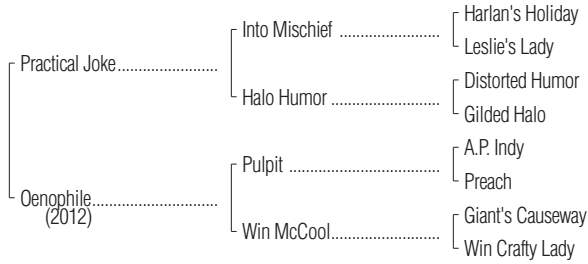 Harlan's Holiday
Into Mischief ......................
Leslie's Lady
Practical Joke......................
Distorted Humor
Halo Humor .......................
Gilded Halo
A.P. Indy
Pulpit ................................
Preach
Oenophile...........................
(2012)
Giant's Causeway
Win McCool.......................
Win Crafty Lady